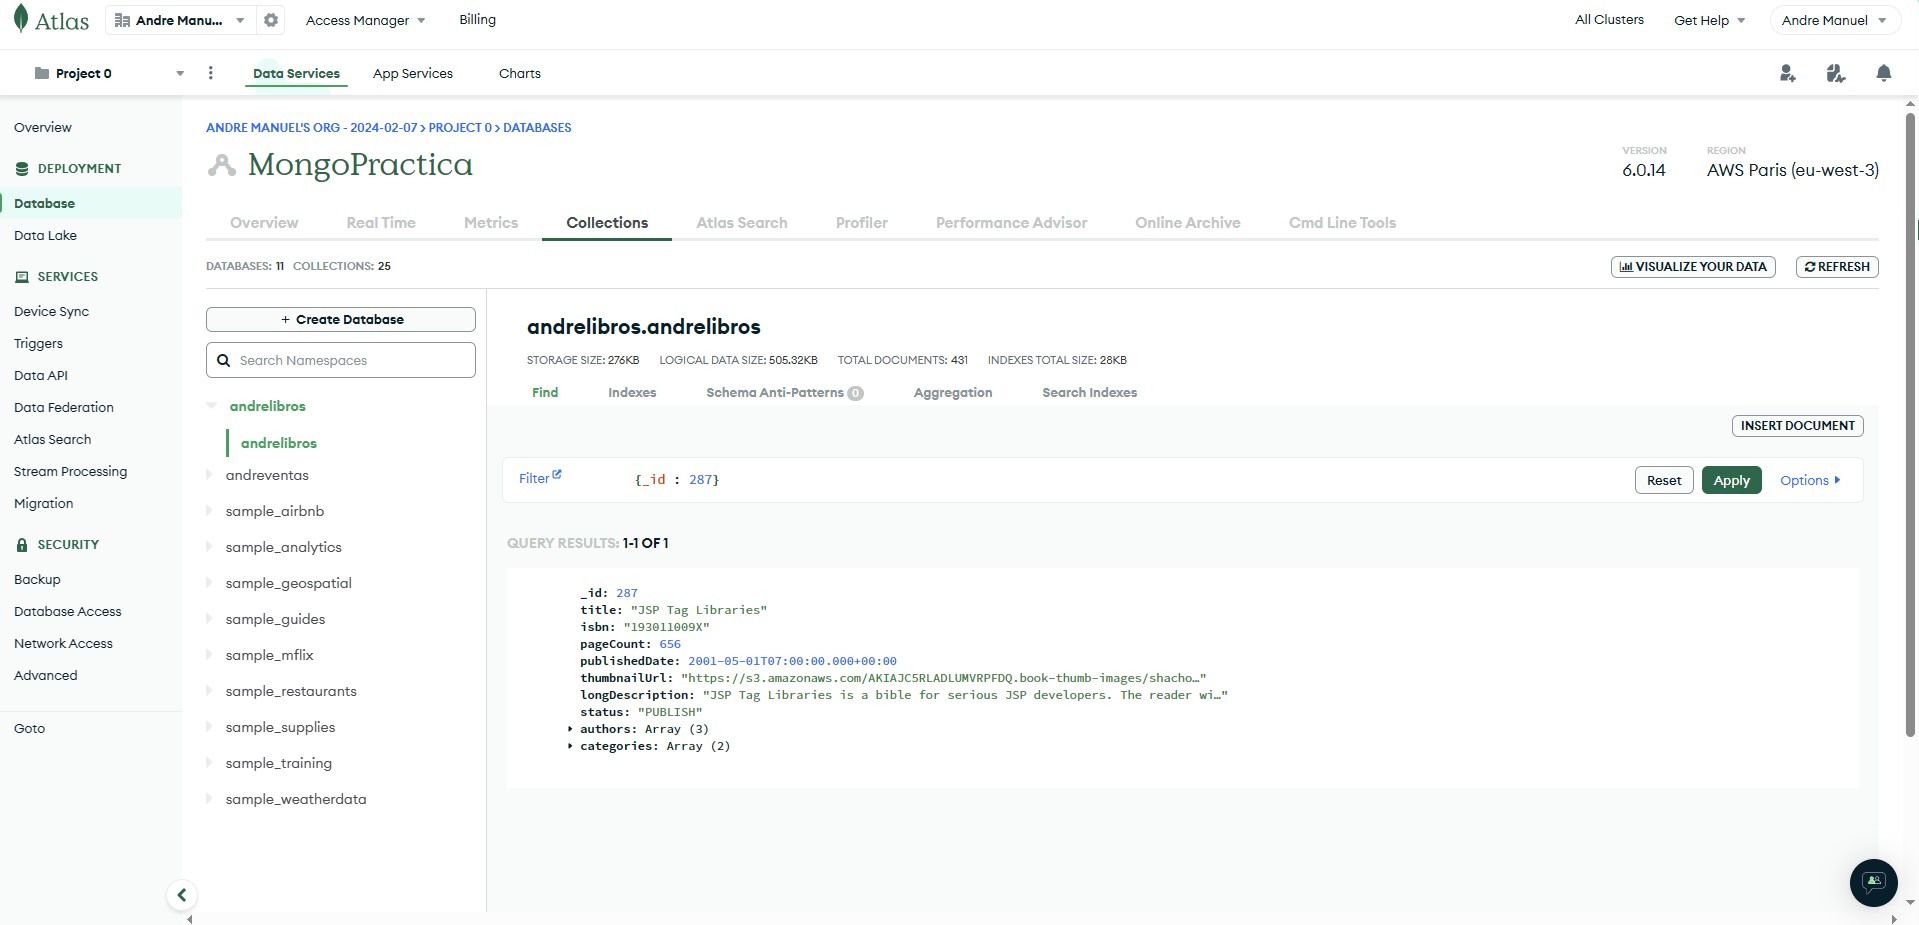 Atlas
Andre Manu...
Access Manager
Billing
All Clusters
Get Help
Andre Manuel
Project 0
Data Services
App Services
Charts
Overview
DEPLOYMENT
Database
Data Lake
SERVICES
Device Sync
Triggers
Data API
Data Federation
Atlas Search
Stream Processing
Migration
SECURITY
Backup
Database Access
Network Access
Advanced
Goto
ANDRE MANUEL'S ORG - 2024-02-07 > PROJECT 0 > DATABASES
MongoPractica
VERSION
6.0.14
REGION
AWS Paris (eu-west-3)
Overview
Real Time
Metrics
Collections
Atlas Search
Profiler
Performance Advisor
Online Archive
Cmd Line Tools
DATABASES: 11 COLLECTIONS: 25
VISUALIZE YOUR DATA
REFRESH
+ Create Database
Search Namespaces
andrelibros
andrelibros
andreventas
sample_airbnb
sample_analytics
sample_geospatial
sample_guides
sample_mflix
sample_restaurants
sample_supplies
sample_training
sample_weatherdata
andrelibros.andrelibros
STORAGE SIZE: 276KB LOGICAL DATA SIZE: 505.32KB TOTAL DOCUMENTS: 431 INDEXES TOTAL SIZE: 28KB
Find
Indexes
Schema Anti-Patterns 0
Aggregation
Search Indexes
INSERT DOCUMENT
Filter
{_id : 287}
Reset
Apply
Options
QUERY RESULTS: 1-1 OF 1
_id: 287
title: "JSP Tag Libraries"
isbn: "193011009X"
pageCount: 656
publishedDate: 2001-05-01T07:00:00.000+00:00
thumbnailUrl: "https://s3.amazonaws.com/AKIAJC5RLADLUMVRPFDQ.book-thumb-images/shacho…"
longDescription: "JSP Tag Libraries is a bible for serious JSP developers. The reader wi…"
status: "PUBLISH"
authors: Array (3)
categories: Array (2)